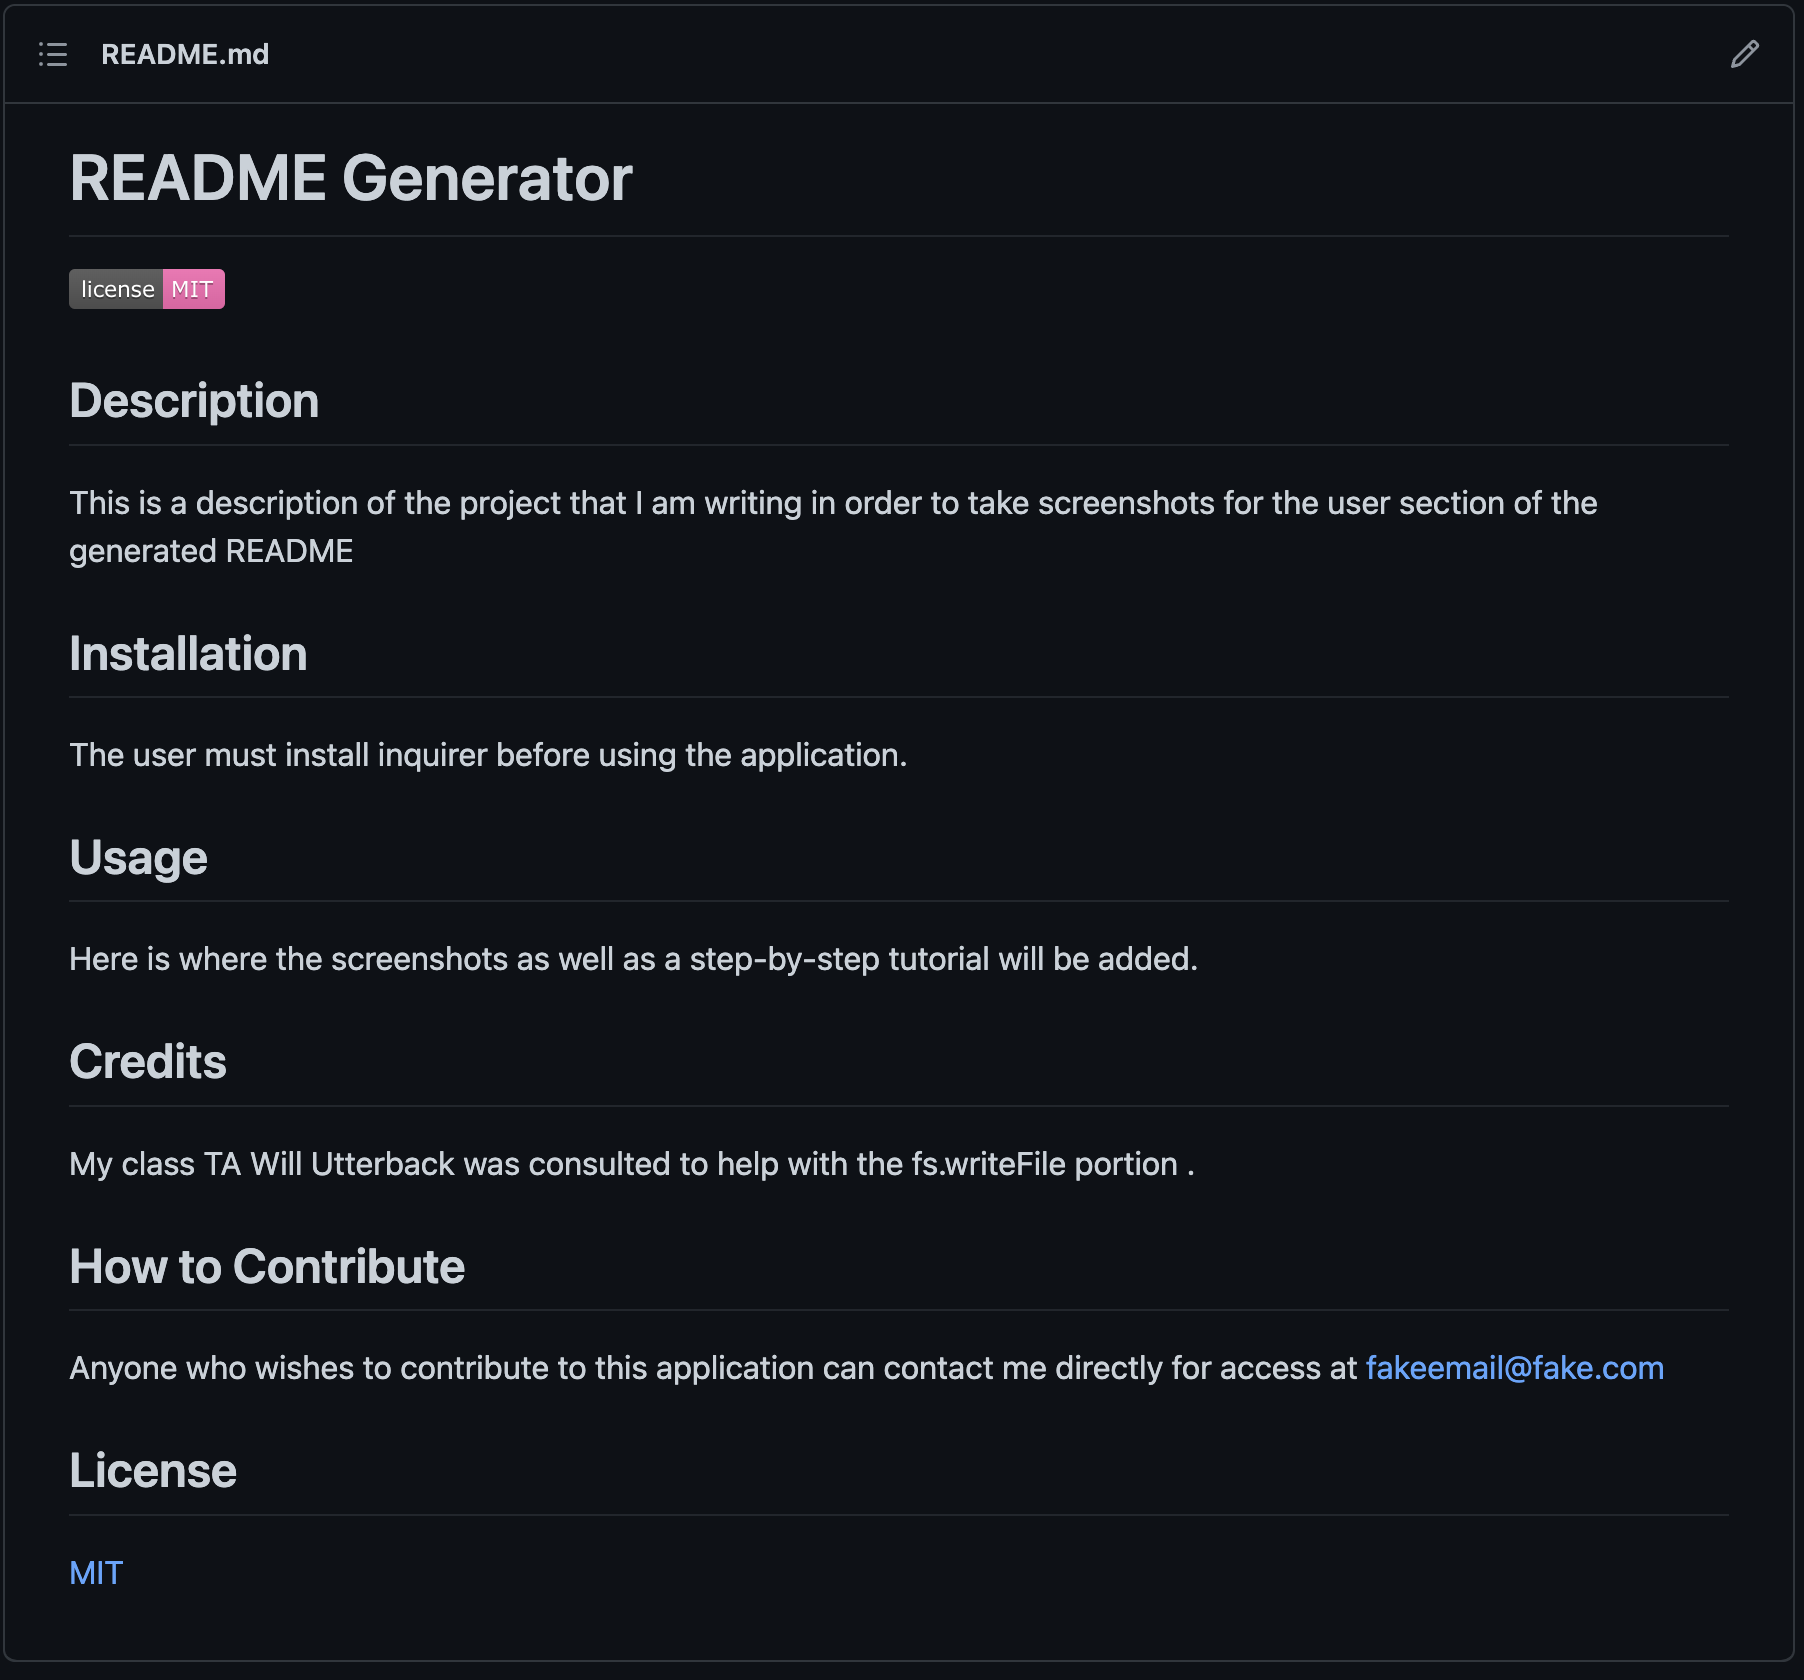 README.md
README Generator
license MIT
Description
This is a description of the project that I am writing in order to take screenshots for the user section of the
generated README
Installation
The user must install inquirer before using the application.
Usage
Here is where the screenshots as well as a step-by-step tutorial will be added.
Credits
My class TA Will Utterback was consulted to help with the fs.writeFile portion .
How to Contribute
Anyone who wishes to contribute to this application can contact me directly for access at fakeemail@fake.com
License
MIT